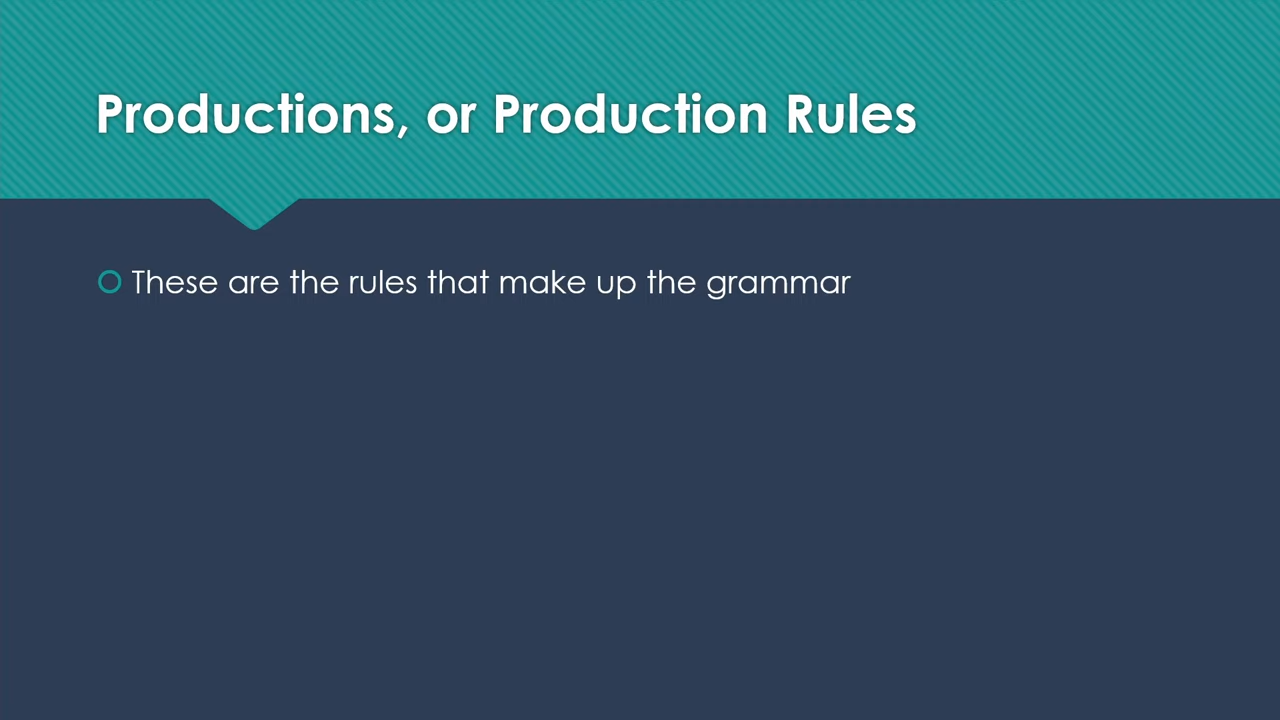 Productions, or Production Rules
These are the rules that make up the grammar